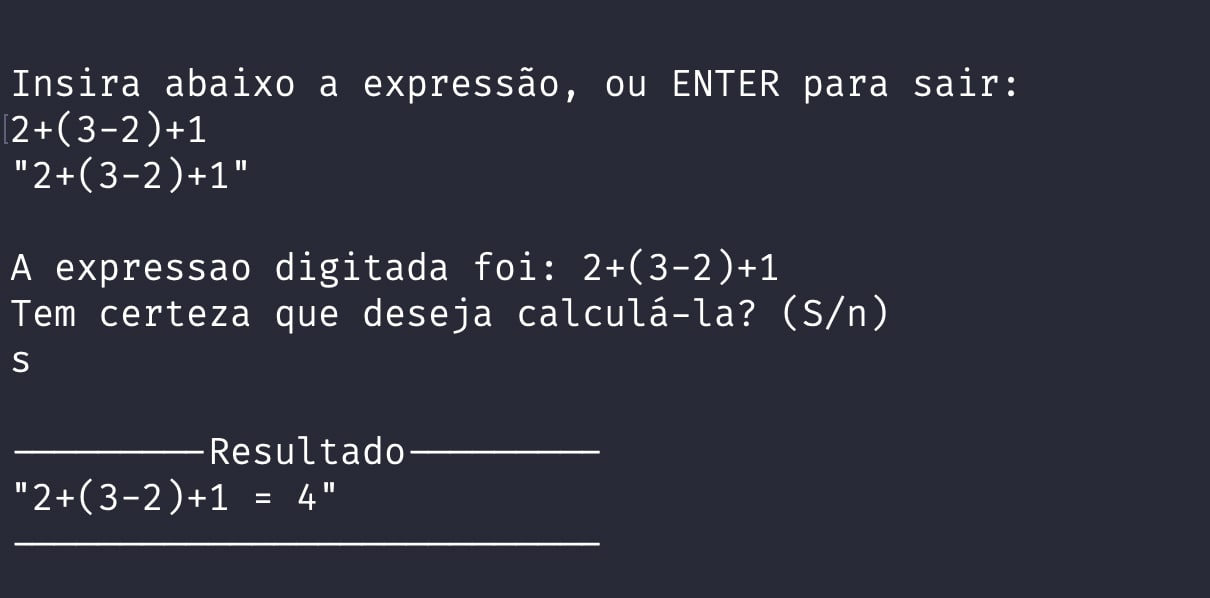 Insira abaixo a expressão, ou ENTER para sair:
[2+(3-2)+1
"2+(3-2)+1"
A expressao digitada foi: 2+(3-2)+1
Tem certeza que deseja calculá-la? (S/n)
s
—————————Resultado—————————
"2+(3-2)+1 = 4"
———————————————————————————